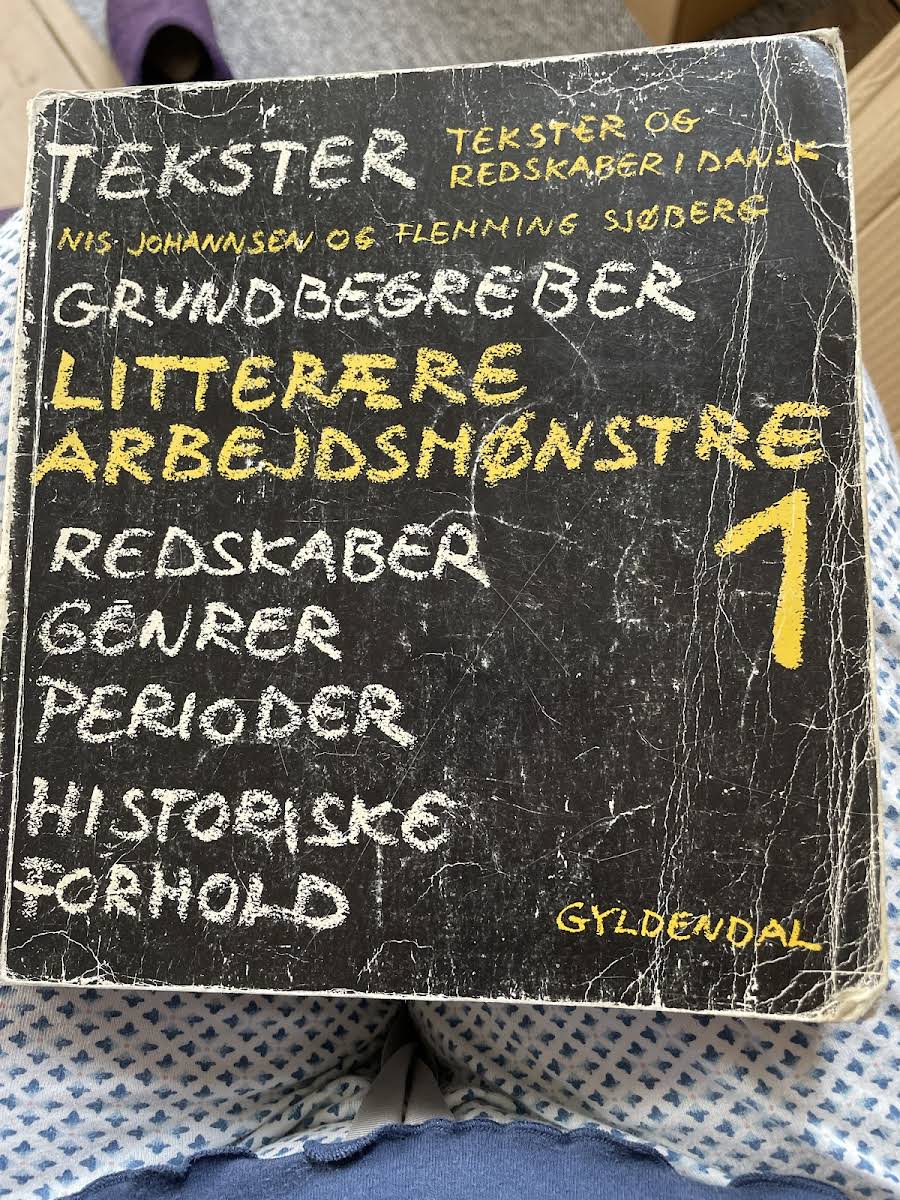 TEKSTER
TEKSTER OG
REDSKABER I DANSK
NIS JOHANNSEN OG FLEMMING SJØBERG
GRUNDBEGREBER
LITTERÆRE
ARBEJDSMØNSTRE
1
REDSKABER
GENRER
PERIODER
HISTORISKE
FORHOLD
GYLDENDAL